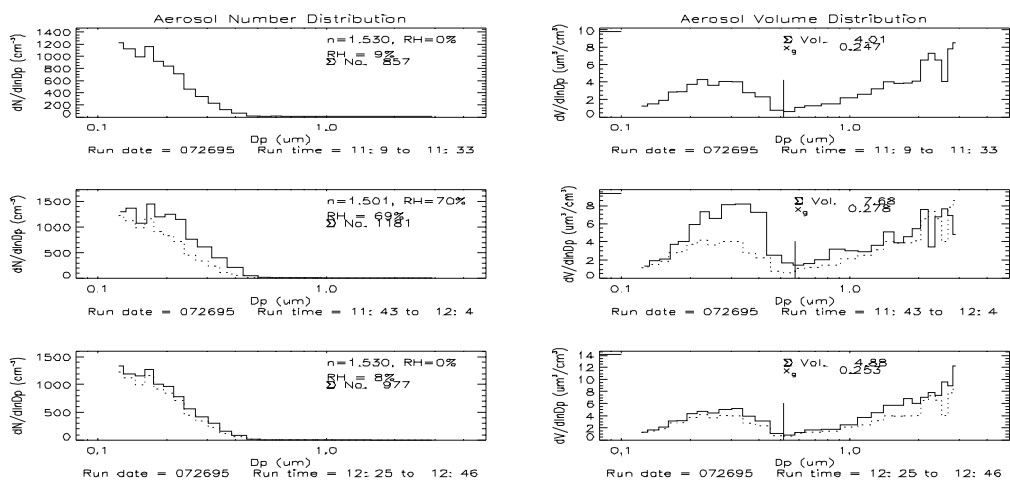 Aerosol Number Distribution
1400
1200
1000
800
600
400
200
0
dN/dlnDp (cm⁻³)
n=1.530, RH=0%
RH = 9%
Σ No. 857
0.1
1.0
Dp (um)
Run date = 072695 Run time = 11: 9 to 11: 33
Aerosol Volume Distribution
10
8
6
4
2
0
dV/dlnDp (um³/cm³)
Σ Vol. 4.01
x_g 0.247
0.1
1.0
Dp (um)
Run date = 072695 Run time = 11: 9 to 11: 33
1500
1000
500
0
dN/dlnDp (cm⁻³)
n=1.501, RH=70%
RH = 69%
Σ No. 1181
0.1
1.0
Dp (um)
Run date = 072695 Run time = 11: 43 to 12: 4
8
6
4
2
0
dV/dlnDp (um³/cm³)
Σ Vol. 7.68
x_g 0.278
0.1
1.0
Dp (um)
Run date = 072695 Run time = 11: 43 to 12: 4
1500
1000
500
0
dN/dlnDp (cm⁻³)
n=1.530, RH=0%
RH = 8%
Σ No. 977
0.1
1.0
Dp (um)
Run date = 072695 Run time = 12: 25 to 12: 46
14
12
10
8
6
4
2
0
dV/dlnDp (um³/cm³)
Σ Vol. 4.88
x_g 0.253
0.1
1.0
Dp (um)
Run date = 072695 Run time = 12: 25 to 12: 46